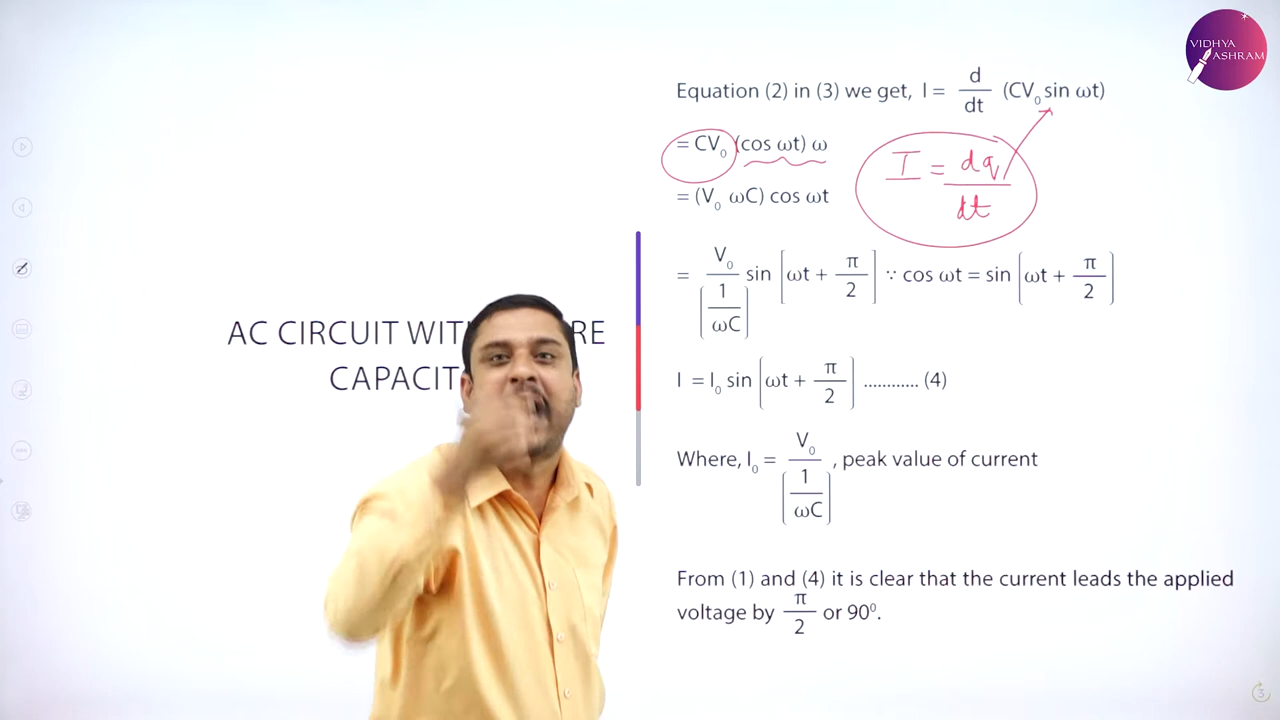 VIDHYA
ASHRAM
Equation (2) in (3) we get, I = d/dt (CV₀ sin ωt)
= CV₀ (cos ωt) ω
I = dq/dt
= (V₀ ωC) cos ωt
= V₀/[1/ωC] sin [ωt + π/2] ∵ cos ωt = sin [ωt + π/2]
AC CIRCUIT RE
I = I₀ sin [ωt + π/2] ............ (4)
Where, I₀ = V₀/[1/ωC] , peak value of current
From (1) and (4) it is clear that the current leads the applied
voltage by π/2 or 90⁰.
3